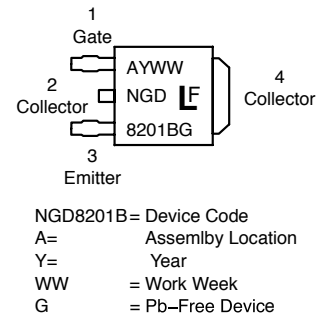 1
Gate
AYWW
2
Collector
NGD
LF
4
Collector
8201BG
3
Emitter
NGD8201B= Device Code
A= Assemlby Location
Y= Year
WW = Work Week
G = Pb−Free Device